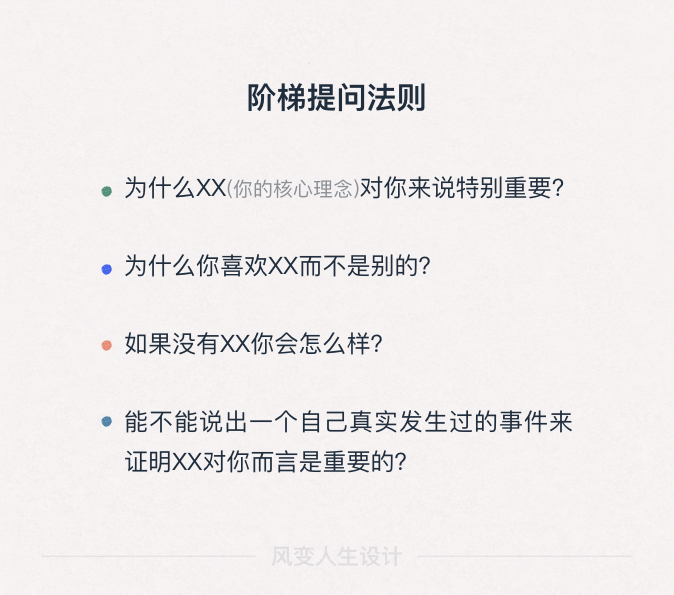 阶梯提问法则
为什么XX(你的核心理念)对你来说特别重要?
为什么你喜欢XX而不是别的?
如果没有XX你会怎么样?
能不能说出一个自己真实发生过的事件来
证明XX对你而言是重要的?
风变人生设计